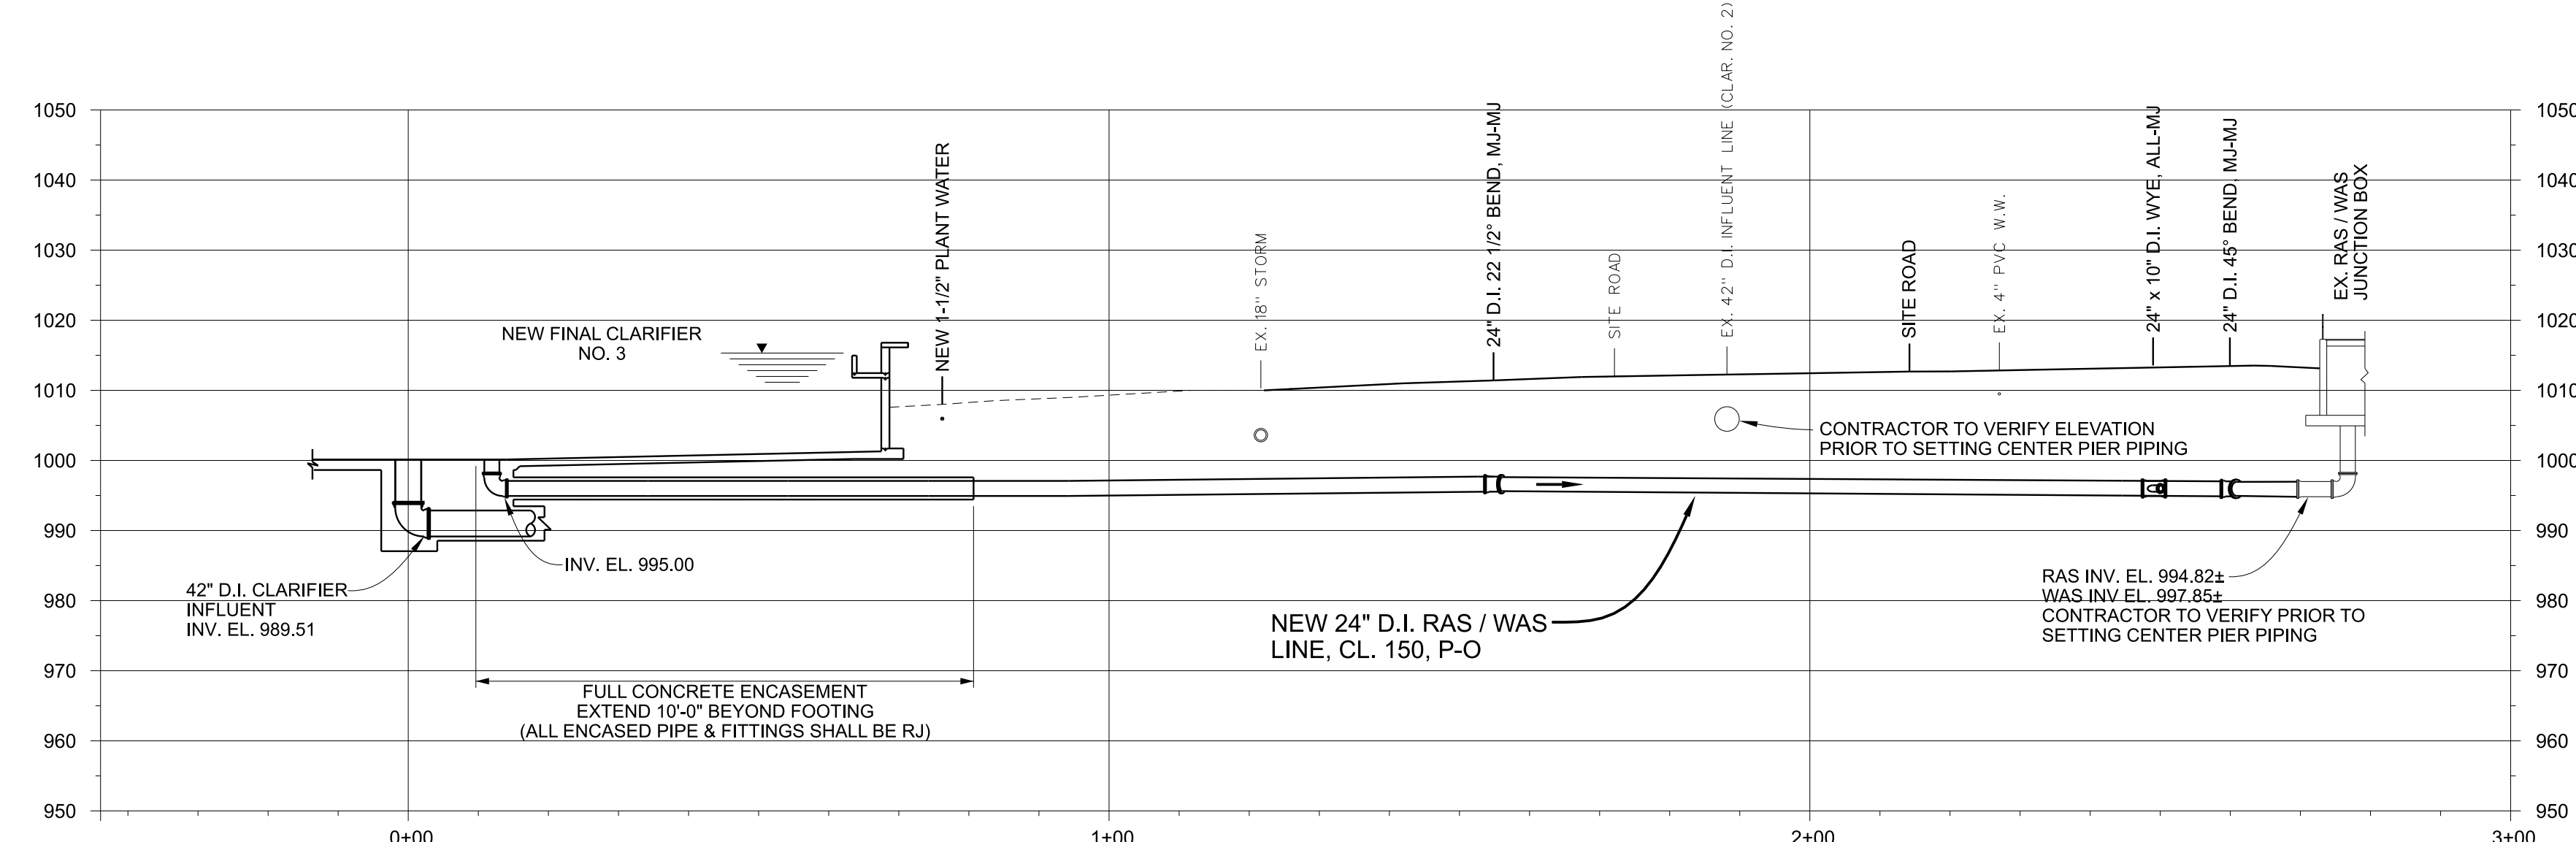 EX. 42" D.I. INFLUENT LINE (CLAR. NO. 2)
1050
1050
24" D.I. 22 1/2° BEND, MJ-MJ
24" x 10" D.I. WYE, ALL-MJ
24" D.I. 45° BEND, MJ-MJ
NEW 1-1/2" PLANT WATER
EX. RAS / WAS
JUNCTION BOX
1040
1040
EX. 4" PVC W.W.
EX. 18" STORM
SITE ROAD
SITE ROAD
1030
1030
1020
1020
NEW FINAL CLARIFIER
NO. 3
1010
1010
CONTRACTOR TO VERIFY ELEVATION
PRIOR TO SETTING CENTER PIER PIPING
1000
1000
990
990
INV. EL. 995.00
42" D.I. CLARIFIER
INFLUENT
INV. EL. 989.51
RAS INV. EL. 994.82±
WAS INV EL. 997.85±
CONTRACTOR TO VERIFY PRIOR TO
SETTING CENTER PIER PIPING
980
980
NEW 24" D.I. RAS / WAS
LINE, CL. 150, P-O
970
970
FULL CONCRETE ENCASEMENT
EXTEND 10'-0" BEYOND FOOTING
(ALL ENCASED PIPE & FITTINGS SHALL BE RJ)
960
960
950
950
0+00
1+00
2+00
3+00